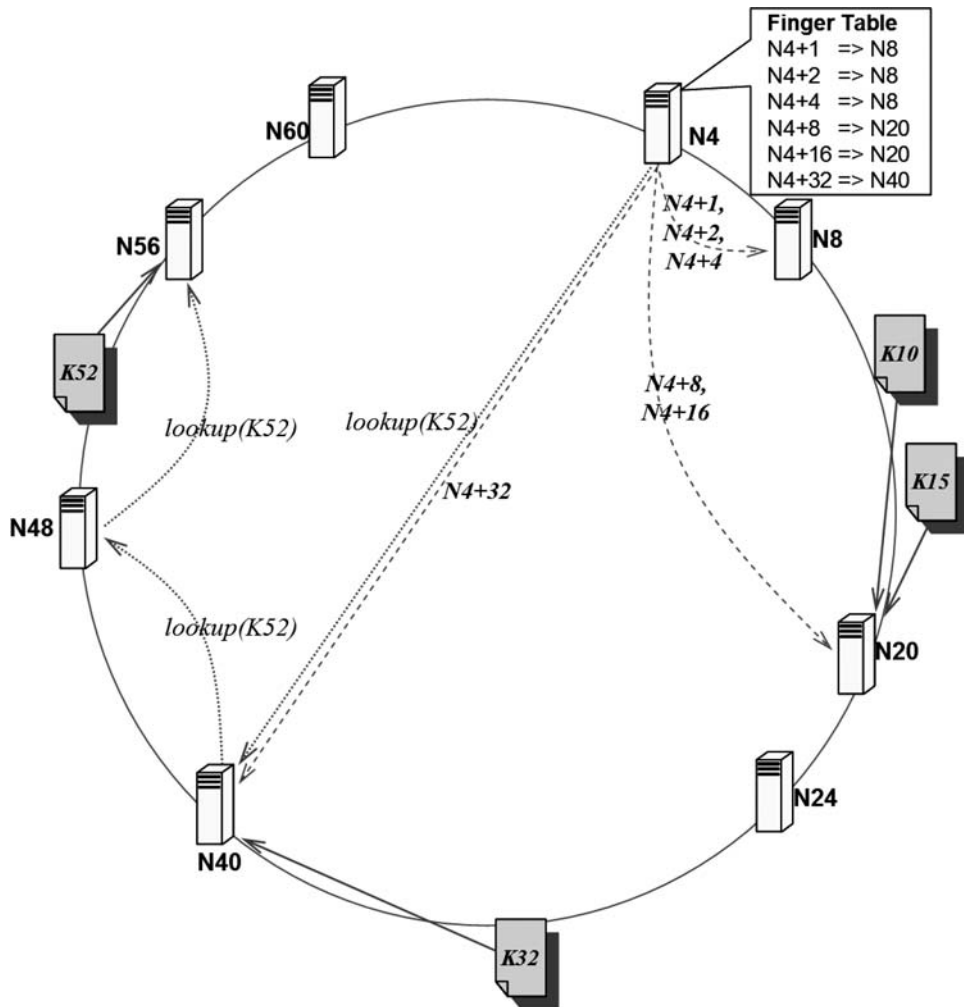 Finger Table
N4+1 => N8
N4+2 => N8
N4+4 => N8
N4+8 => N20
N4+16 => N20
N4+32 => N40
N60
N4
N56
N4+1,
N4+2,
N4+4
N8
K52
K10
N4+8,
N4+16
lookup(K52)
lookup(K52)
N4+32
K15
N48
lookup(K52)
N20
N24
N40
K32